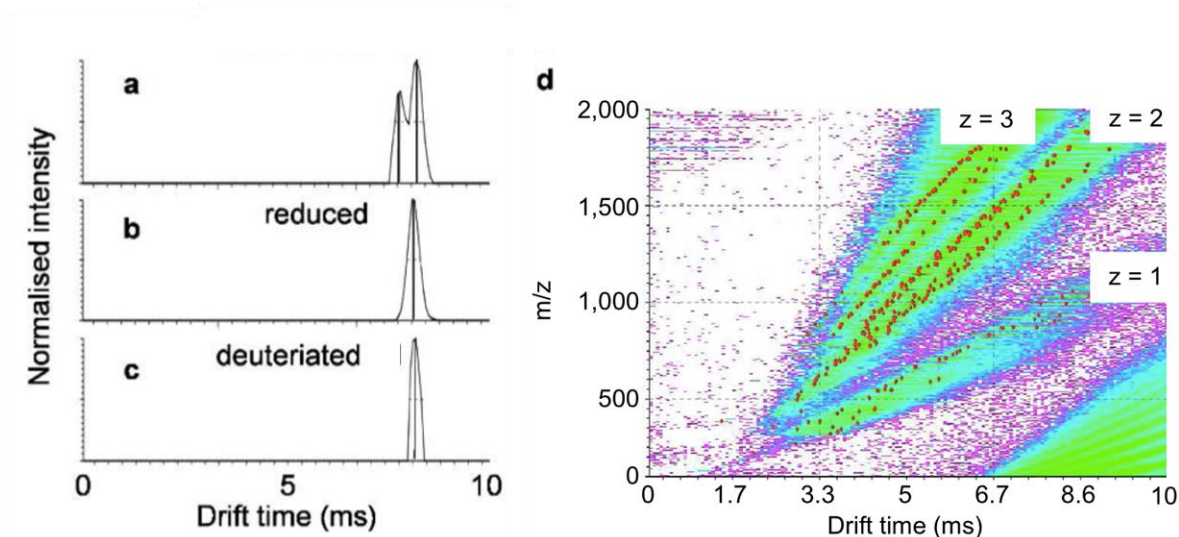 a
b
c
reduced
deuteriated
Normalised intensity
0 5 10
Drift time (ms)
d
z = 3 z = 2
z = 1
2,000
1,500
1,000
500
0
m/z
0 1.7 3.3 5 6.7 8.6 10
Drift time (ms)